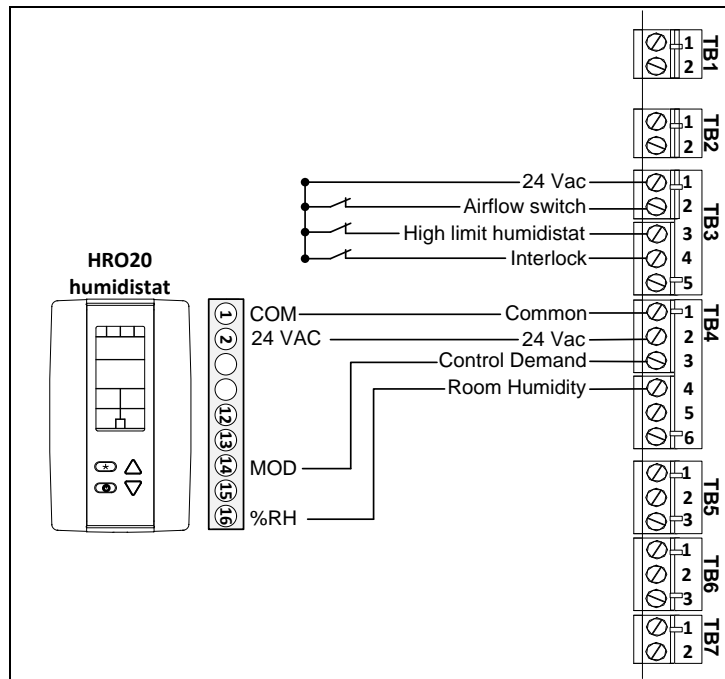 1
2
TB1
1
2
TB2
24 Vac 1
Airflow switch 2
High limit humidistat 3
Interlock 4
5
TB3
HRO20
humidistat
1 COM Common 1
2 24 VAC 24 Vac 2
Control Demand 3
Room Humidity 4
5
6
TB4
12
13
14 MOD
15
16 %RH
1
2
3
TB5
1
2
3
TB6
1
2
TB7